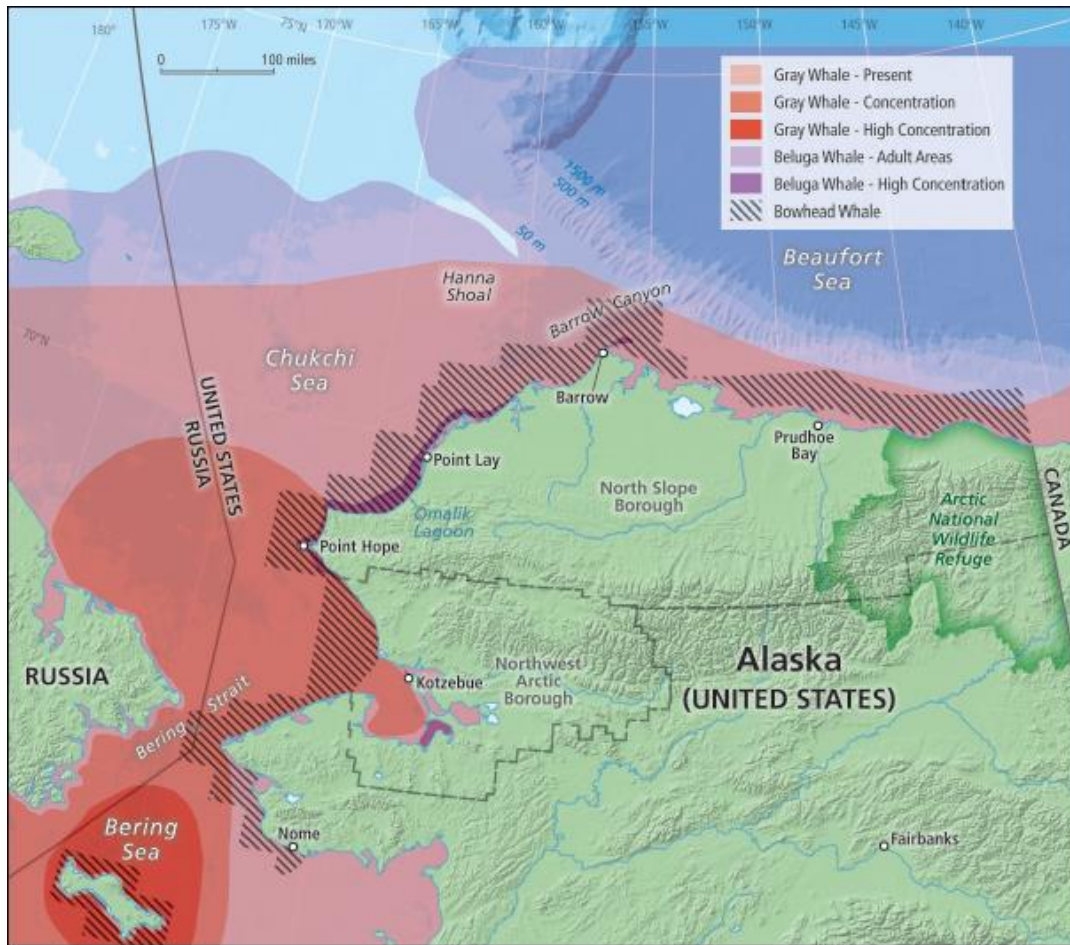 180°
175°W
75°N
170°W
165°W
160°W
155°W
150°W
145°W
140°W
0
100 miles
Gray Whale - Present
Gray Whale - Concentration
Gray Whale - High Concentration
Beluga Whale - Adult Areas
Beluga Whale - High Concentration
Bowhead Whale
1500 m
500 m
50 m
Beaufort
Sea
Hanna
Shoal
Barrow Canyon
70°N
Chukchi
Sea
UNITED STATES
RUSSIA
Barrow
Prudhoe
Bay
Point Lay
North Slope
Borough
Omalik
Lagoon
Arctic
National
Wildlife
Refuge
CANADA
Point Hope
RUSSIA
Kotzebue
Northwest
Arctic
Borough
Alaska
(UNITED STATES)
Bering Strait
Bering
Sea
Nome
Fairbanks